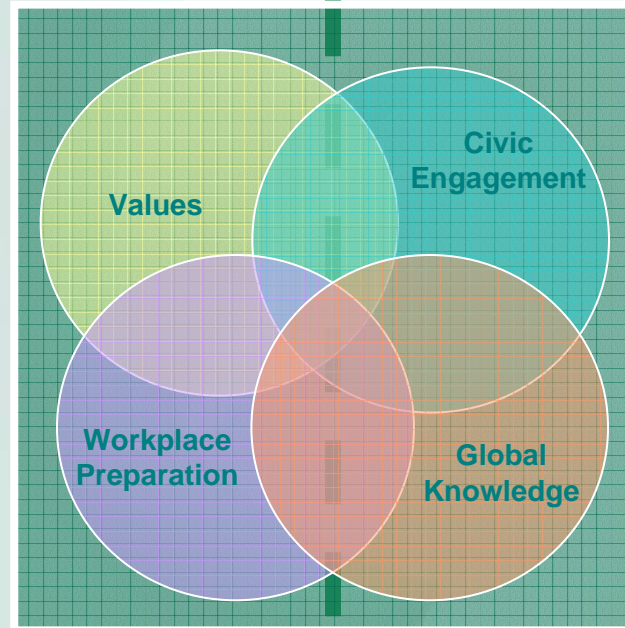 Values
Civic
Engagement
Workplace
Preparation
Global
Knowledge